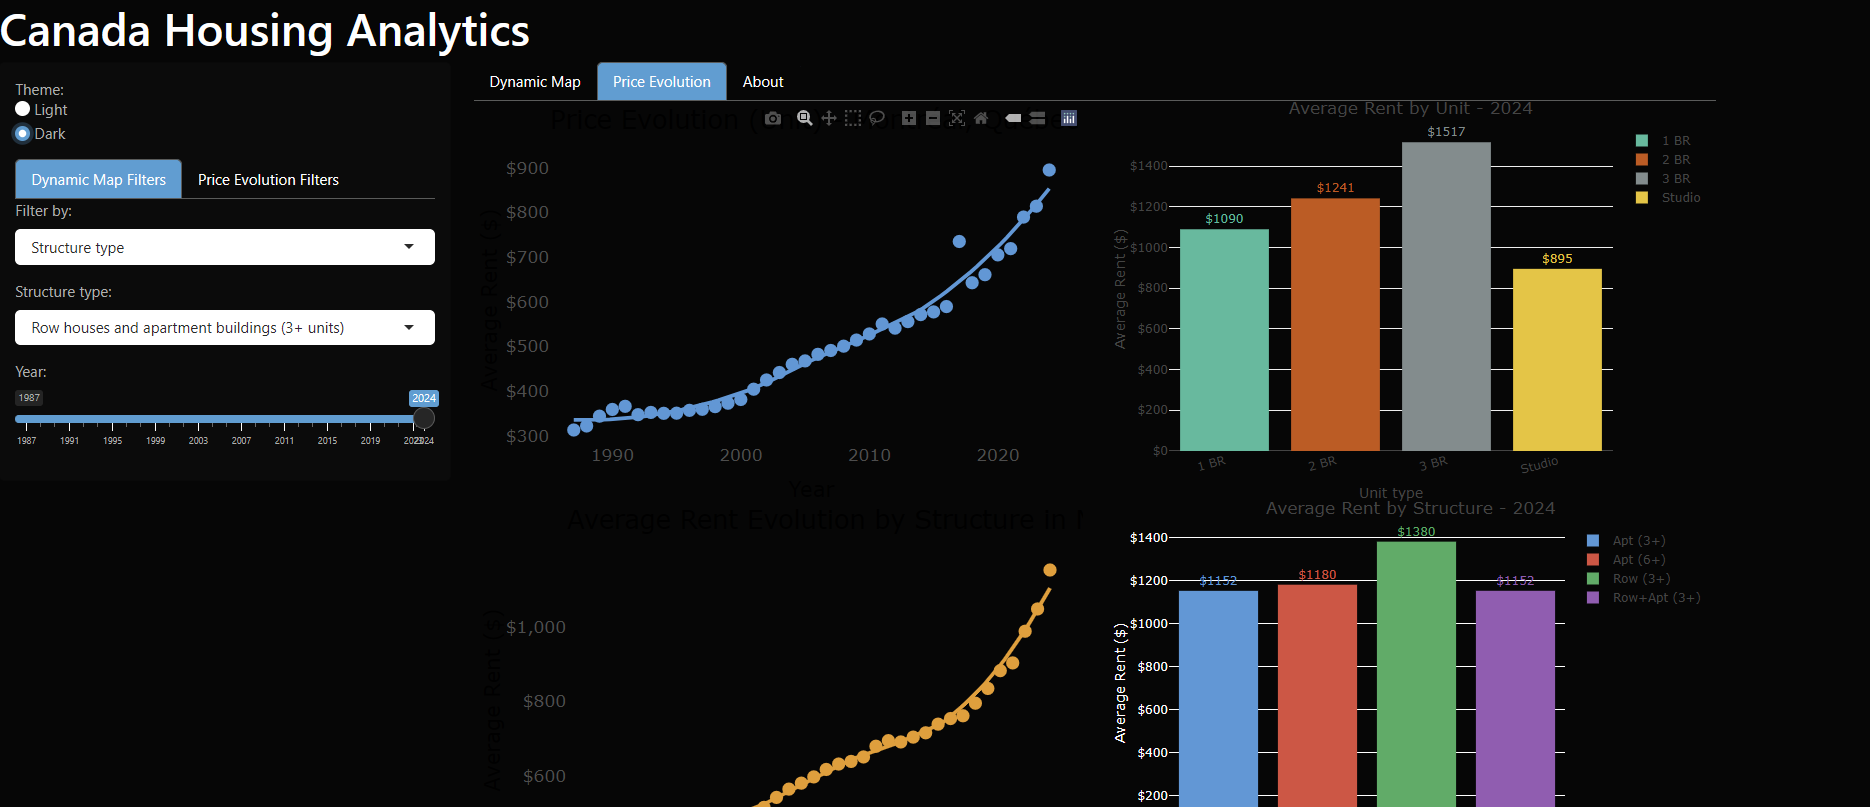 Canada Housing Analytics
Theme:
Light
Dark
Dynamic Map Filters
Price Evolution Filters
Filter by:
Structure type
Structure type:
Row houses and apartment buildings (3+ units)
Year:
1987
2024
1987
1991
1995
1999
2003
2007
2011
2015
2019
2024
Dynamic Map
Price Evolution
About
Price Evolution
Average Rent ($)
$900
$800
$700
$600
$500
$400
$300
1990
2000
2010
2020
Year
Average Rent by Unit - 2024
Average Rent ($)
$1400
$1200
$1000
$800
$600
$400
$200
$0
$1090
$1241
$1517
$895
1 BR
2 BR
3 BR
Studio
Unit type
1 BR
2 BR
3 BR
Studio
Average Rent Evolution by Structure in
Average Rent ($)
$1,000
$800
$600
Average Rent by Structure - 2024
Average Rent ($)
$1400
$1200
$1000
$800
$600
$400
$200
$1152
$1180
$1380
$1152
Apt (3+)
Apt (6+)
Row (3+)
Row+Apt (3+)